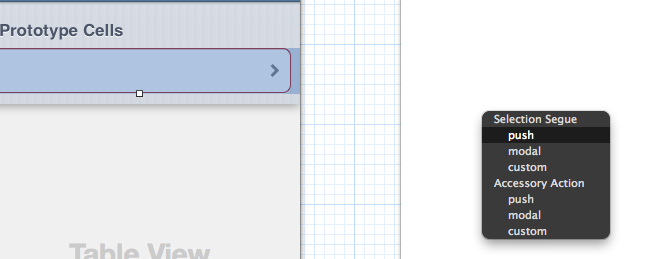 Prototype Cells
Table View
Selection Segue
push
modal
custom
Accessory Action
push
modal
custom